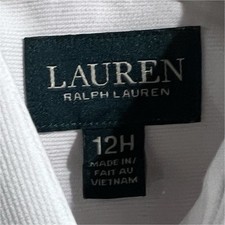 LAUREN
RALPH LAUREN
12H
MADE IN/
FAIT AU
VIETNAM